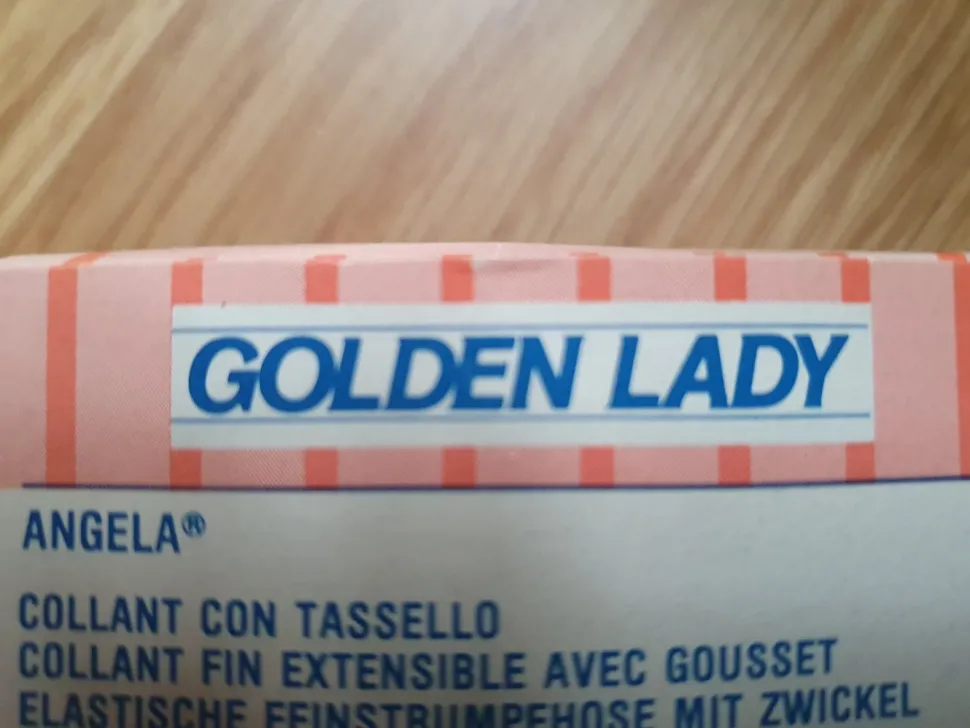 GOLDEN LADY
ANGELA®
COLLANT CON TASSELLO
COLLANT FIN EXTENSIBLE AVEC GOUSSET
ELASTISCHE FEINSTRUMPFHOSE MIT ZWICKEL